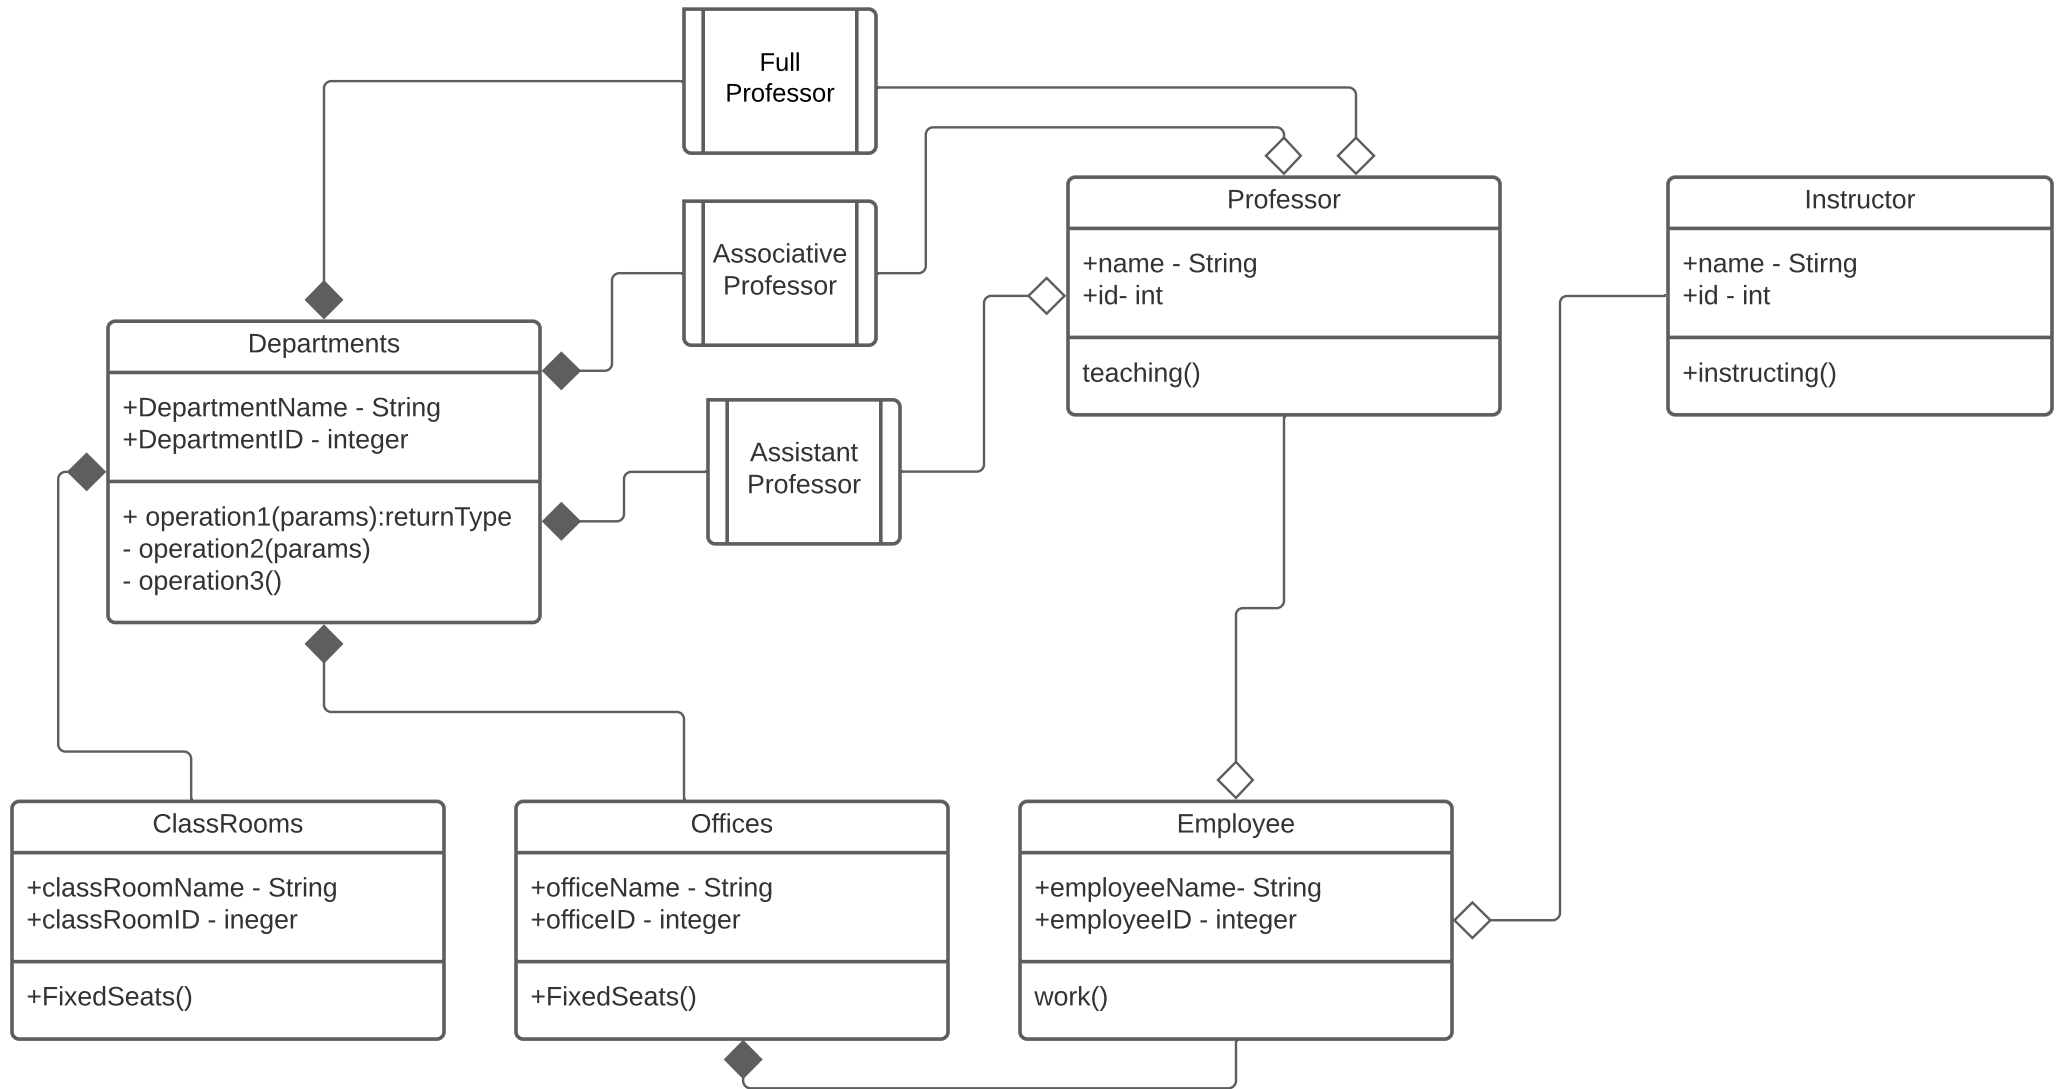 Full
Professor
Associative
Professor
Assistant
Professor
Professor
+name - String
+id- int
teaching()
Instructor
+name - Stirng
+id - int
+instructing()
Departments
+DepartmentName - String
+DepartmentID - integer
+ operation1(params):returnType
- operation2(params)
- operation3()
ClassRooms
+classRoomName - String
+classRoomID - ineger
+FixedSeats()
Offices
+officeName - String
+officeID - integer
+FixedSeats()
Employee
+employeeName- String
+employeeID - integer
work()